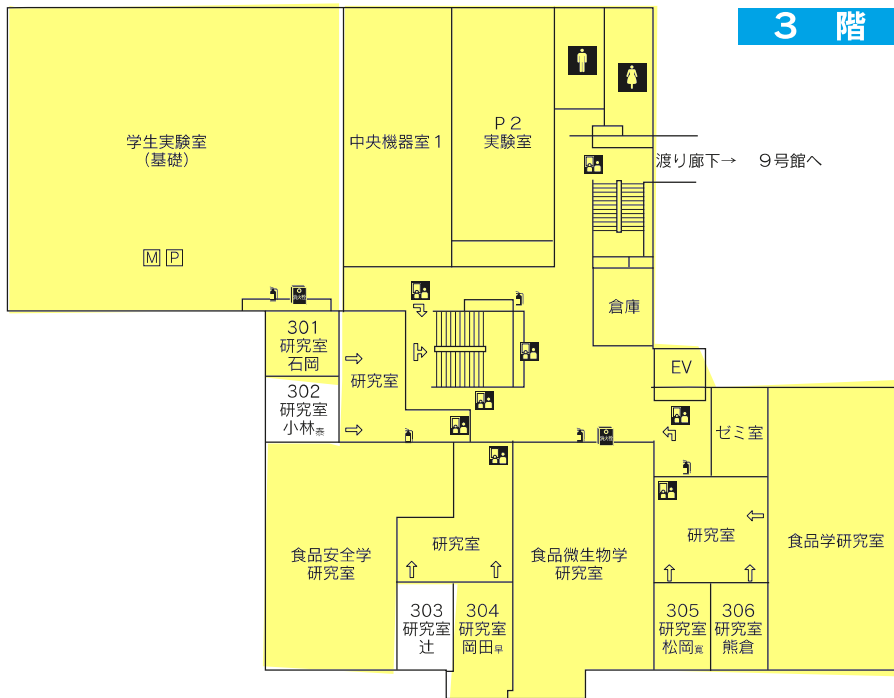 3 階
学生実験室
(基礎)
中央機器室1
P2
実験室
渡り廊下→ 9号館へ
M P
倉庫
301
研究室
石岡
研究室
EV
302
研究室
小林泰
ゼミ室
食品安全学
研究室
研究室
食品微生物学
研究室
研究室
食品学研究室
303
研究室
辻
304
研究室
岡田早
305
研究室
松岡寛
306
研究室
熊倉